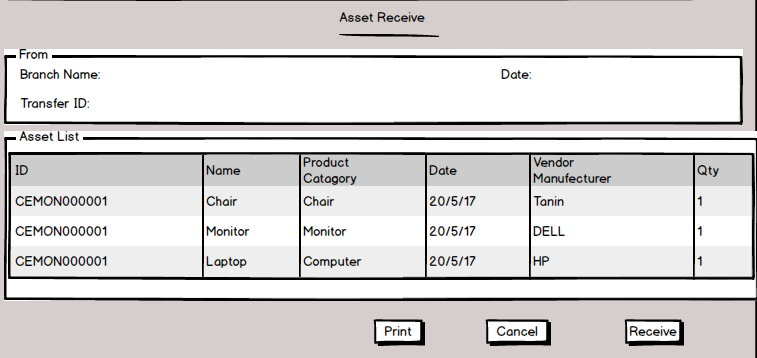 Asset Receive
From
Branch Name: Date:
Transfer ID:
Asset List
ID Name Product Catagory Date Vendor Manufecturer Qty
CEMON000001 Chair Chair 20/5/17 Tanin 1
CEMON000001 Monitor Monitor 20/5/17 DELL 1
CEMON000001 Laptop Computer 20/5/17 HP 1
Print Cancel Receive